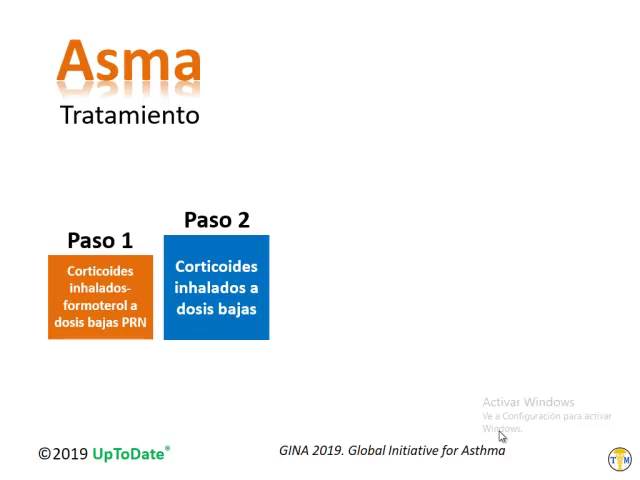 Asma
Tratamiento
Paso 1
Corticoides
inhalados-
formoterol a
dosis bajas PRN
Paso 2
Corticoides
inhalados a
dosis bajas
Activar Windows
Ve a Configuración para activar
Windows.
©2019 UpToDate®
GINA 2019. Global Initiative for Asthma
T M